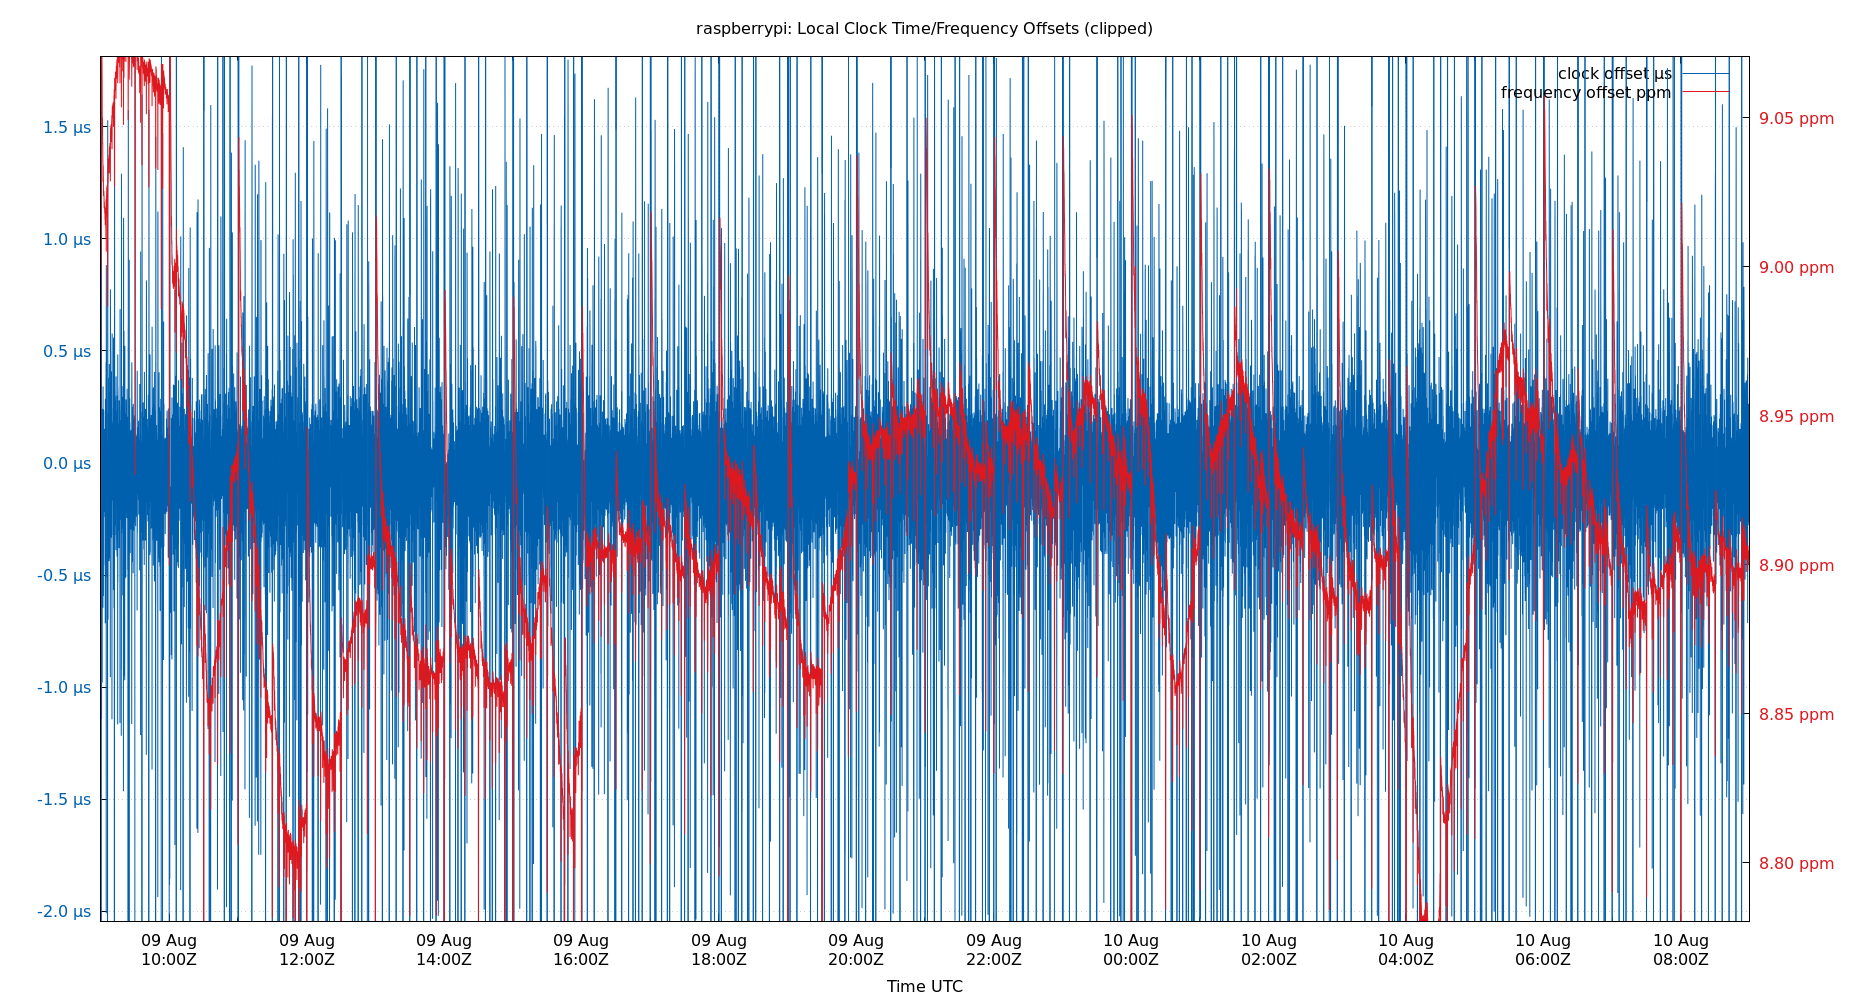 raspberrypi: Local Clock Time/Frequency Offsets (clipped)
clock offset µs
frequency offset ppm
1.5 µs
1.0 µs
0.5 µs
0.0 µs
-0.5 µs
-1.0 µs
-1.5 µs
-2.0 µs
9.05 ppm
9.00 ppm
8.95 ppm
8.90 ppm
8.85 ppm
8.80 ppm
09 Aug 09 Aug 09 Aug 09 Aug 09 Aug 09 Aug 09 Aug 10 Aug 10 Aug 10 Aug 10 Aug 10 Aug
10:00Z 12:00Z 14:00Z 16:00Z 18:00Z 20:00Z 22:00Z 00:00Z 02:00Z 04:00Z 06:00Z 08:00Z
Time UTC